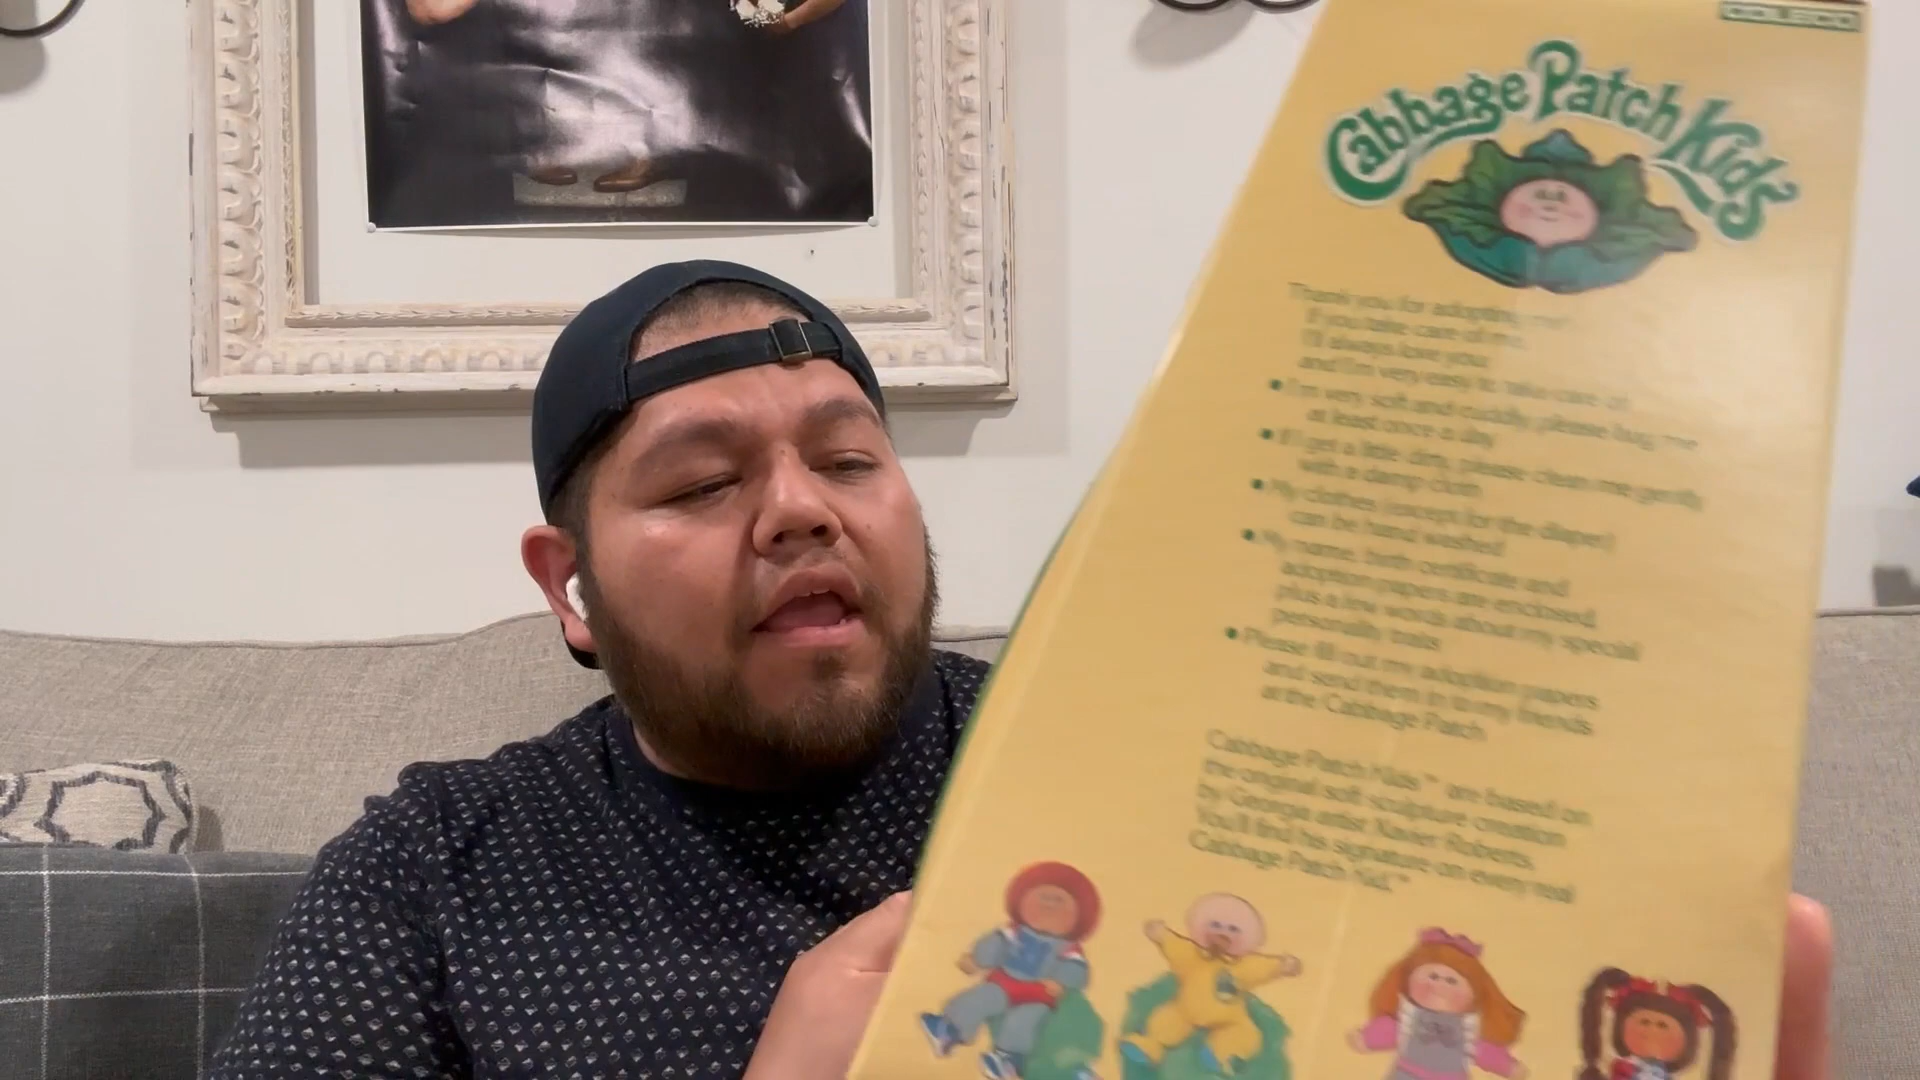 COLECO
Cabbage Patch Kids
Thank you for adopting me!
If you take care of me,
I'll always love you
and I'm very easy to take care of.
• I'm very soft and cuddly, please hug me
at least once a day
• If I get a little dirty, please clean me gently
with a damp cloth
• My clothes (except for the diaper)
can be hand washed
• My name, birth certificate and
adoption papers are enclosed,
plus a few words about my special
personality traits
• Please fill out my adoption papers
and send them in to my friends
at the Cabbage Patch
Cabbage Patch Kids™ are based on
the original soft sculpture creation
by Georgia artist Xavier Roberts.
You'll find his signature on every real
Cabbage Patch Kid.™